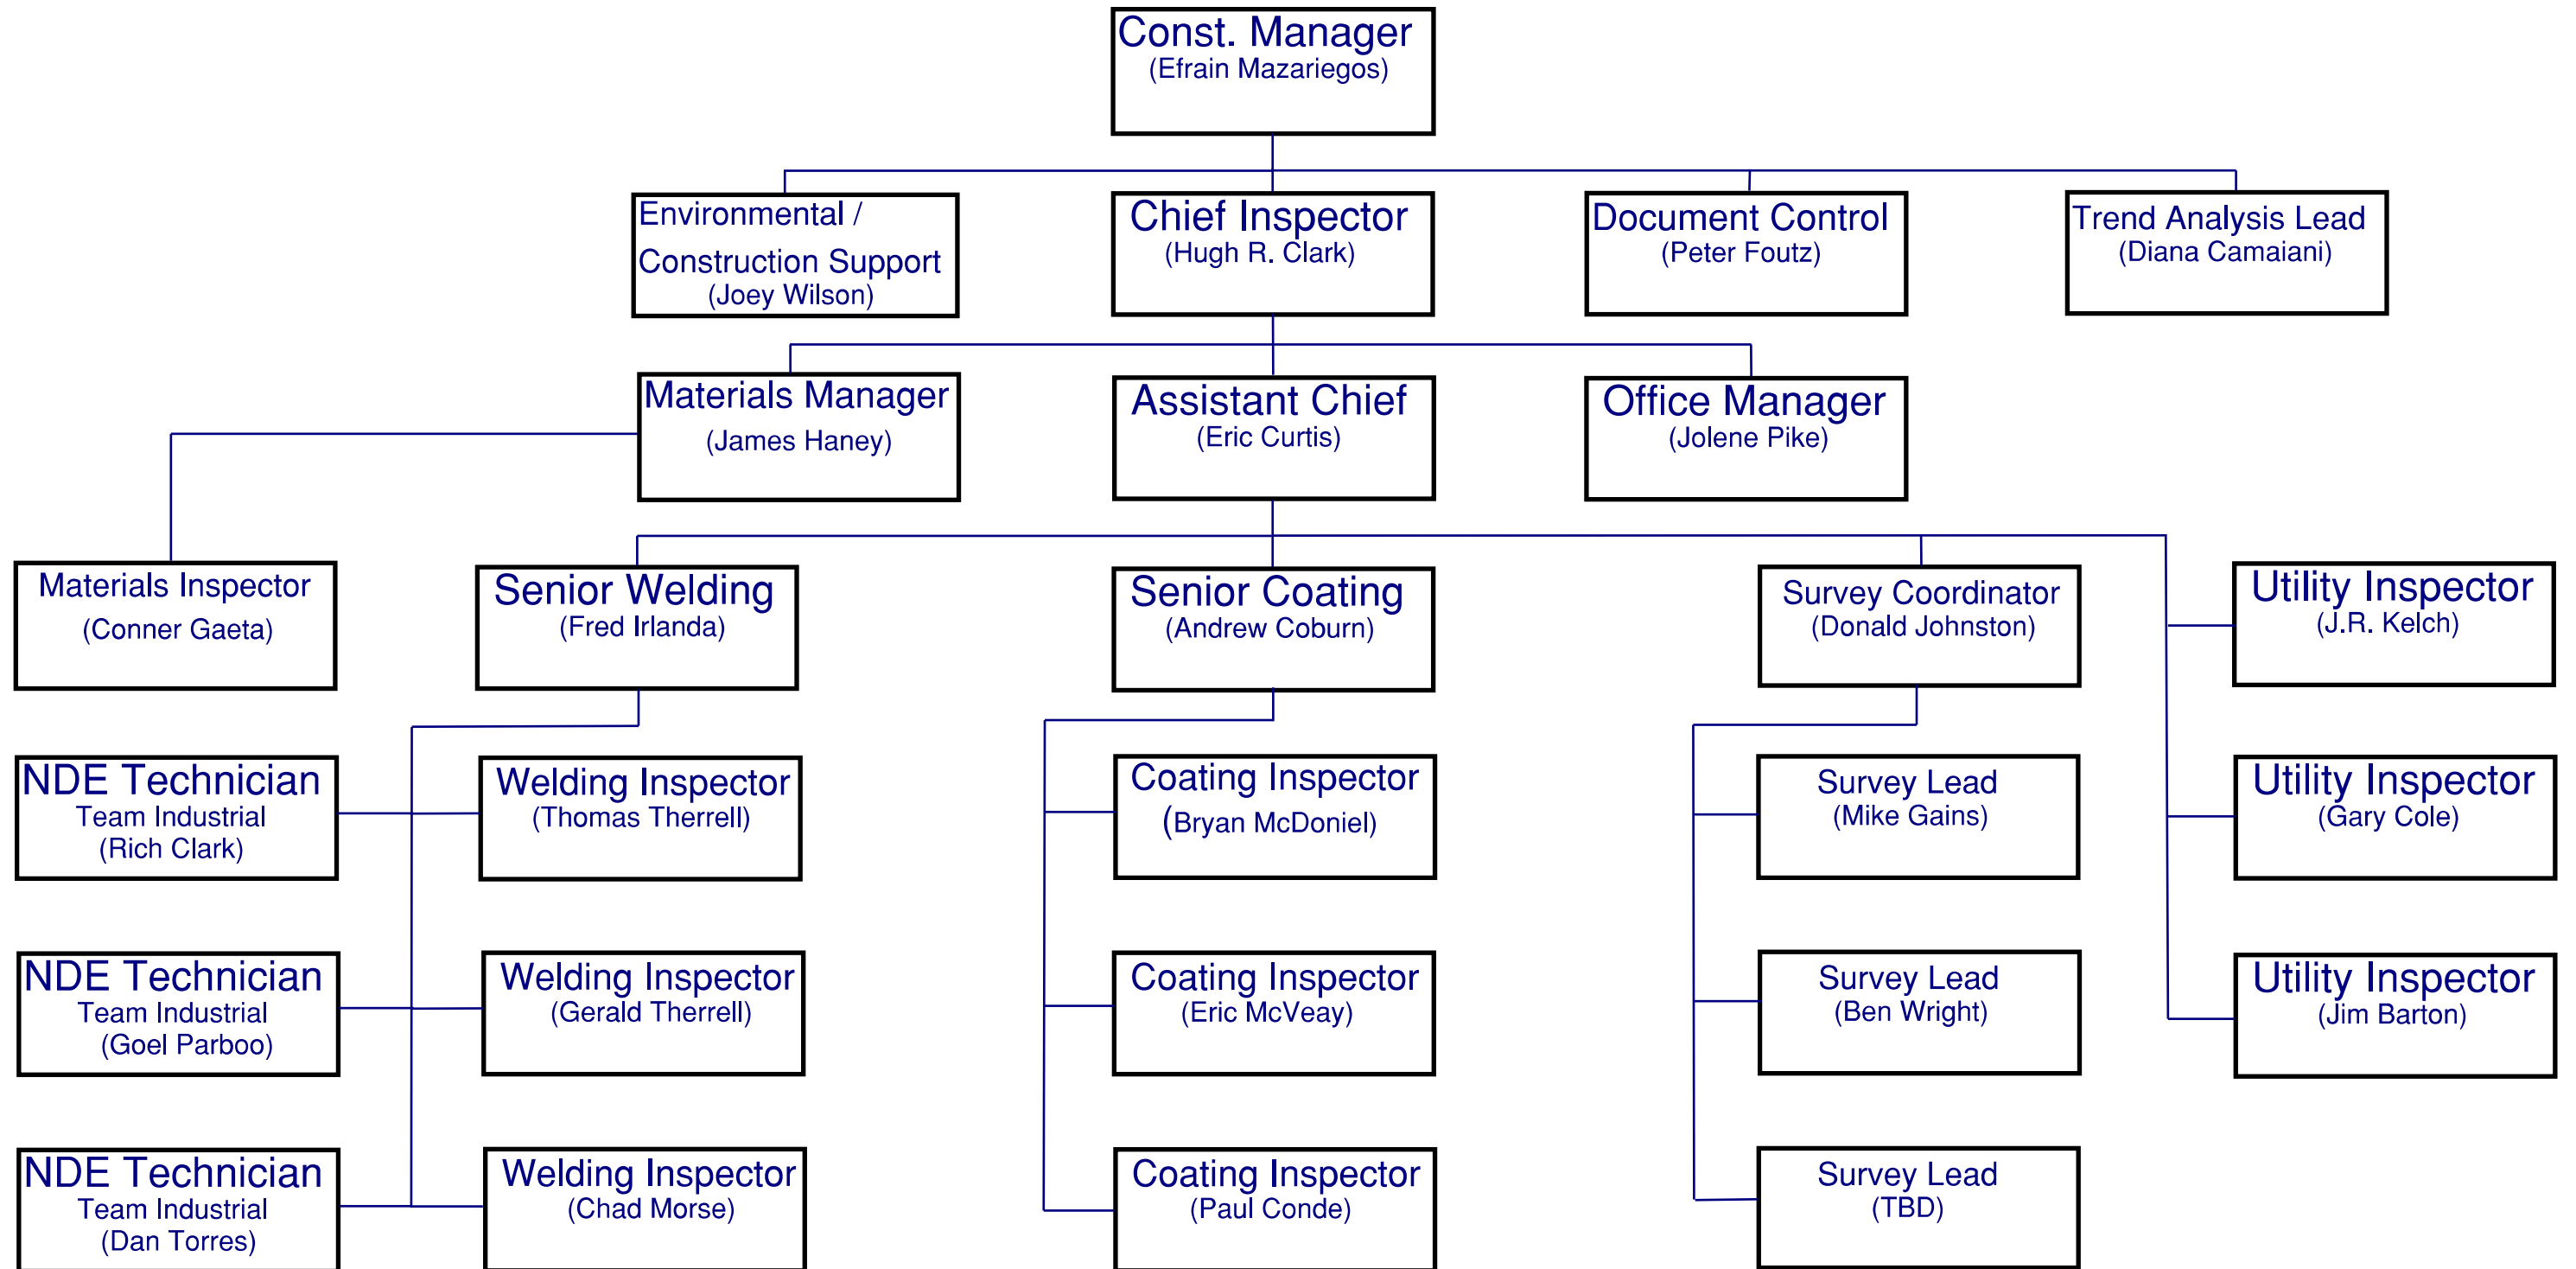 Const. Manager
(Efrain Mazariegos)
Environmental /
Construction Support
(Joey Wilson)
Chief Inspector
(Hugh R. Clark)
Document Control
(Peter Foutz)
Trend Analysis Lead
(Diana Camaiani)
Materials Manager
(James Haney)
Assistant Chief
(Eric Curtis)
Office Manager
(Jolene Pike)
Materials Inspector
(Conner Gaeta)
Senior Welding
(Fred Irlanda)
Senior Coating
(Andrew Coburn)
Survey Coordinator
(Donald Johnston)
Utility Inspector
(J.R. Kelch)
NDE Technician
Team Industrial
(Rich Clark)
Welding Inspector
(Thomas Therrell)
Coating Inspector
(Bryan McDoniel)
Survey Lead
(Mike Gains)
Utility Inspector
(Gary Cole)
NDE Technician
Team Industrial
(Goel Parboo)
Welding Inspector
(Gerald Therrell)
Coating Inspector
(Eric McVeay)
Survey Lead
(Ben Wright)
Utility Inspector
(Jim Barton)
NDE Technician
Team Industrial
(Dan Torres)
Welding Inspector
(Chad Morse)
Coating Inspector
(Paul Conde)
Survey Lead
(TBD)